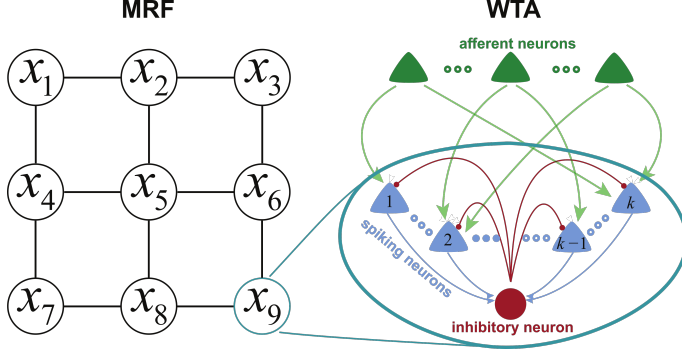 MRF
WTA
afferent neurons
x1 x2 x3
x4 x5 x6
x7 x8 x9
1 2 k−1 k
spiking neurons
inhibitory neuron